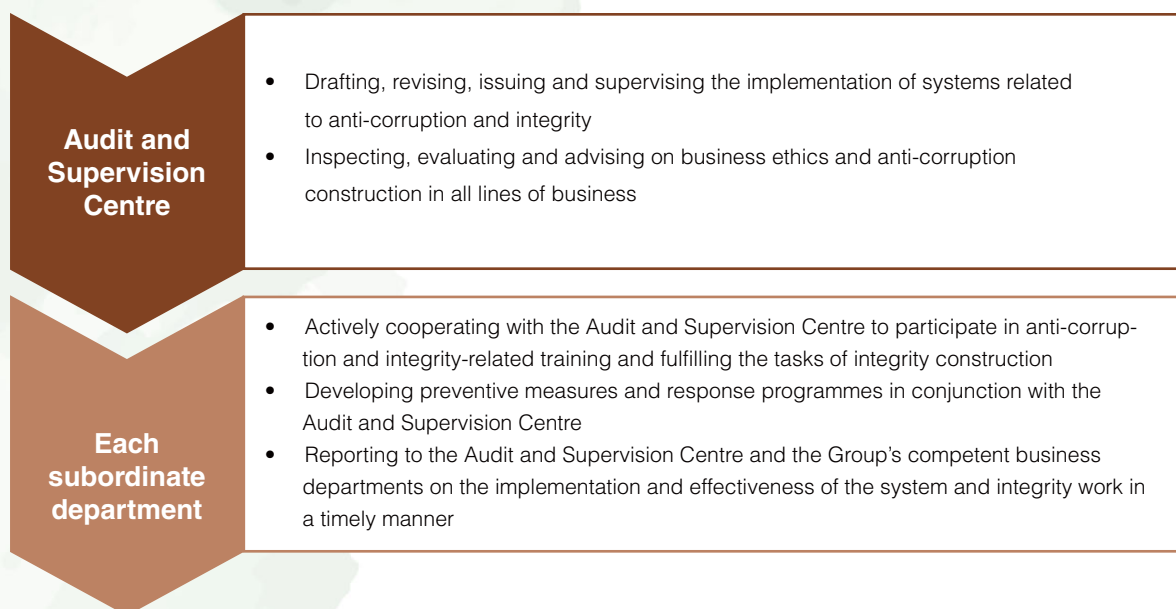 Audit and
Supervision
Centre
• Drafting, revising, issuing and supervising the implementation of systems related
to anti-corruption and integrity
• Inspecting, evaluating and advising on business ethics and anti-corruption
construction in all lines of business
Each
subordinate
department
• Actively cooperating with the Audit and Supervision Centre to participate in anti-corrup-
tion and integrity-related training and fulfilling the tasks of integrity construction
• Developing preventive measures and response programmes in conjunction with the
Audit and Supervision Centre
• Reporting to the Audit and Supervision Centre and the Group’s competent business
departments on the implementation and effectiveness of the system and integrity work in
a timely manner